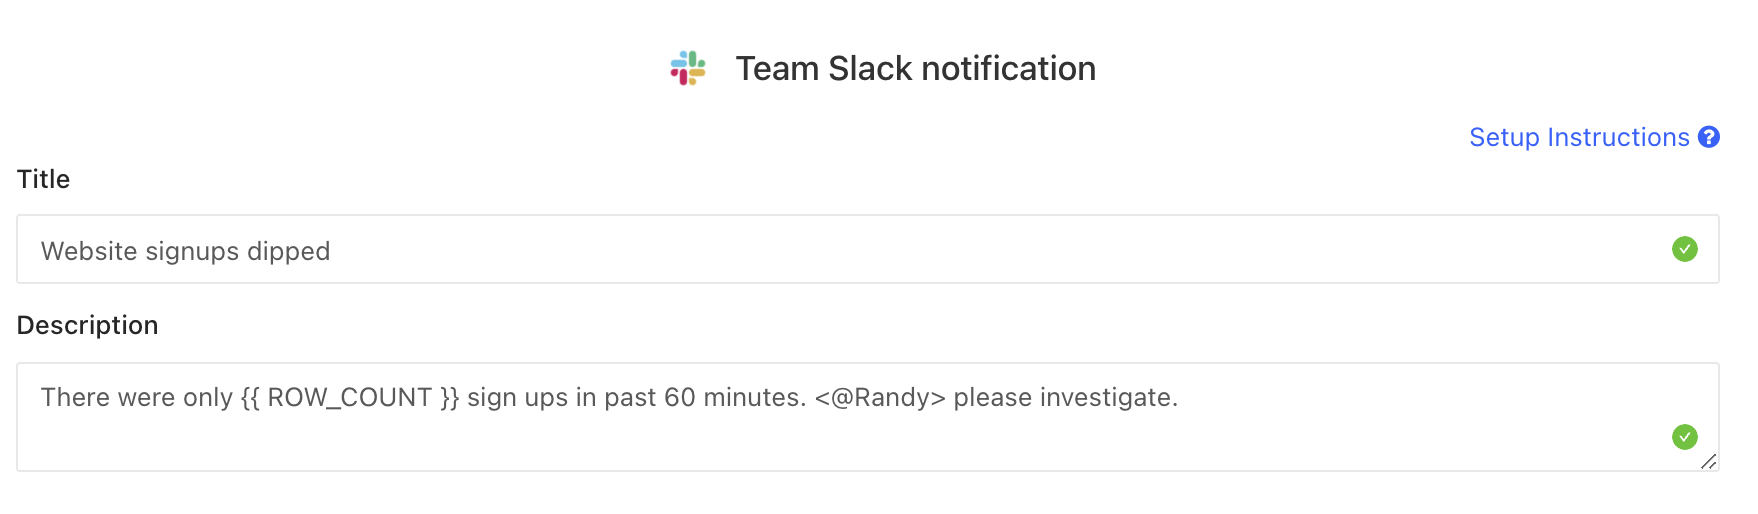 Team Slack notification
Setup Instructions
Title
Website signups dipped
Description
There were only {{ ROW_COUNT }} sign ups in past 60 minutes. <@Randy> please investigate.